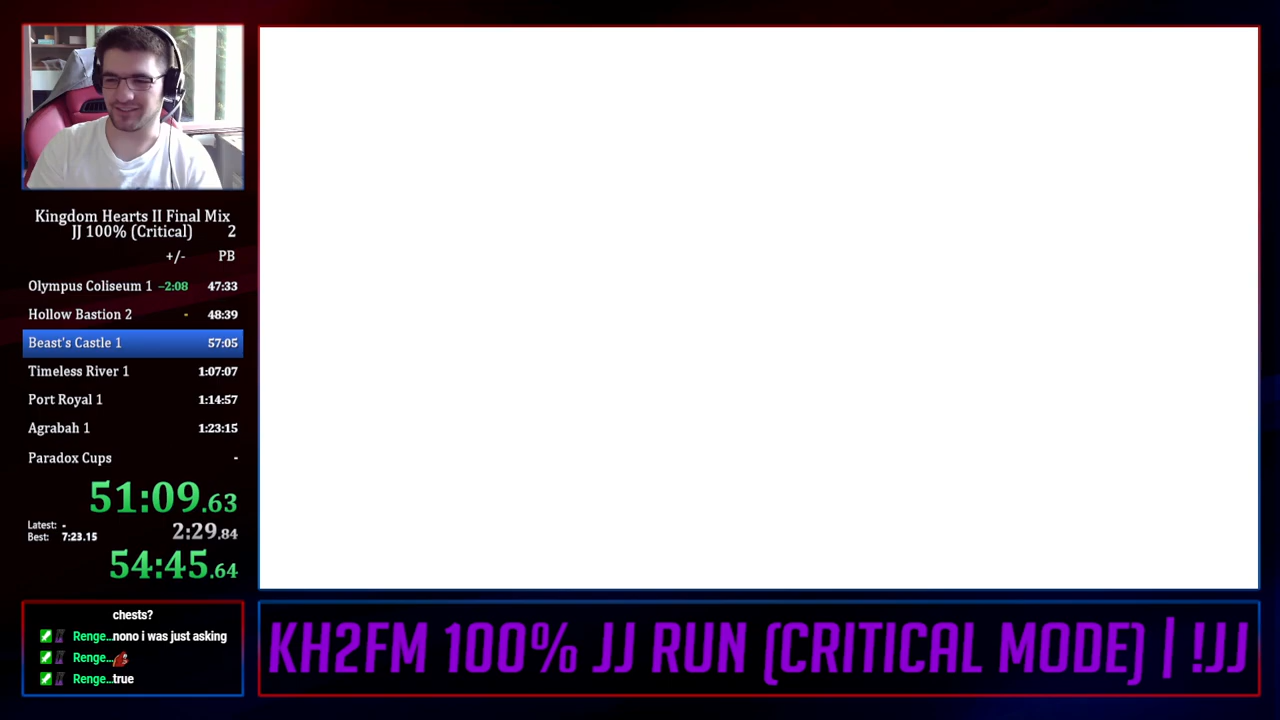 Kingdom Hearts II Final Mix
JJ 100% (Critical) 2
+/- PB
Olympus Coliseum 1 -2:08 47:33
Hollow Bastion 2 - 48:39
Beast's Castle 1 57:05
Timeless River 1 1:07:07
Port Royal 1 1:14:57
Agrabah 1 1:23:15
Paradox Cups -
51:09.63
Latest: -
Best: 7:23.15
2:29.84
54:45.64
chests?
Renge...nono i was just asking
Renge...
Renge...true
KH2FM 100% JJ RUN (CRITICAL MODE) | !JJ